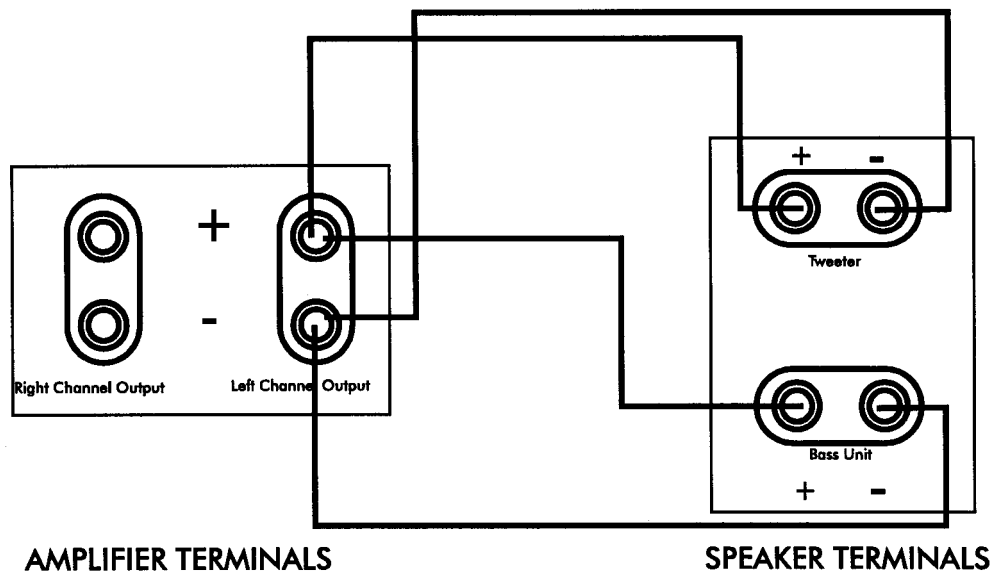 + -
Tweeter
+
-
Right Channel Output
Left Channel Output
Bass Unit
+ -
AMPLIFIER TERMINALS
SPEAKER TERMINALS